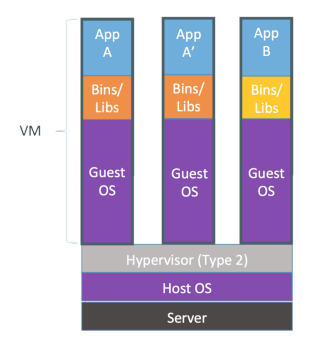 App
A
App
A'
App
B
Bins/
Libs
Bins/
Libs
Bins/
Libs
VM
Guest
OS
Guest
OS
Guest
OS
Hypervisor (Type 2)
Host OS
Server